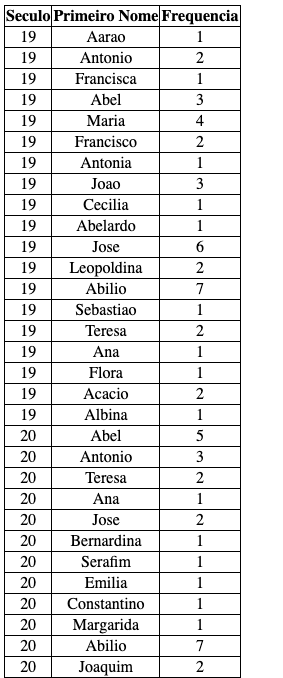 Seculo Primeiro Nome Frequencia
19 Aarao 1
19 Antonio 2
19 Francisca 1
19 Abel 3
19 Maria 4
19 Francisco 2
19 Antonia 1
19 Joao 3
19 Cecilia 1
19 Abelardo 1
19 Jose 6
19 Leopoldina 2
19 Abilio 7
19 Sebastiao 1
19 Teresa 2
19 Ana 1
19 Flora 1
19 Acacio 2
19 Albina 1
20 Abel 5
20 Antonio 3
20 Teresa 2
20 Ana 1
20 Jose 2
20 Bernardina 1
20 Serafim 1
20 Emilia 1
20 Constantino 1
20 Margarida 1
20 Abilio 7
20 Joaquim 2